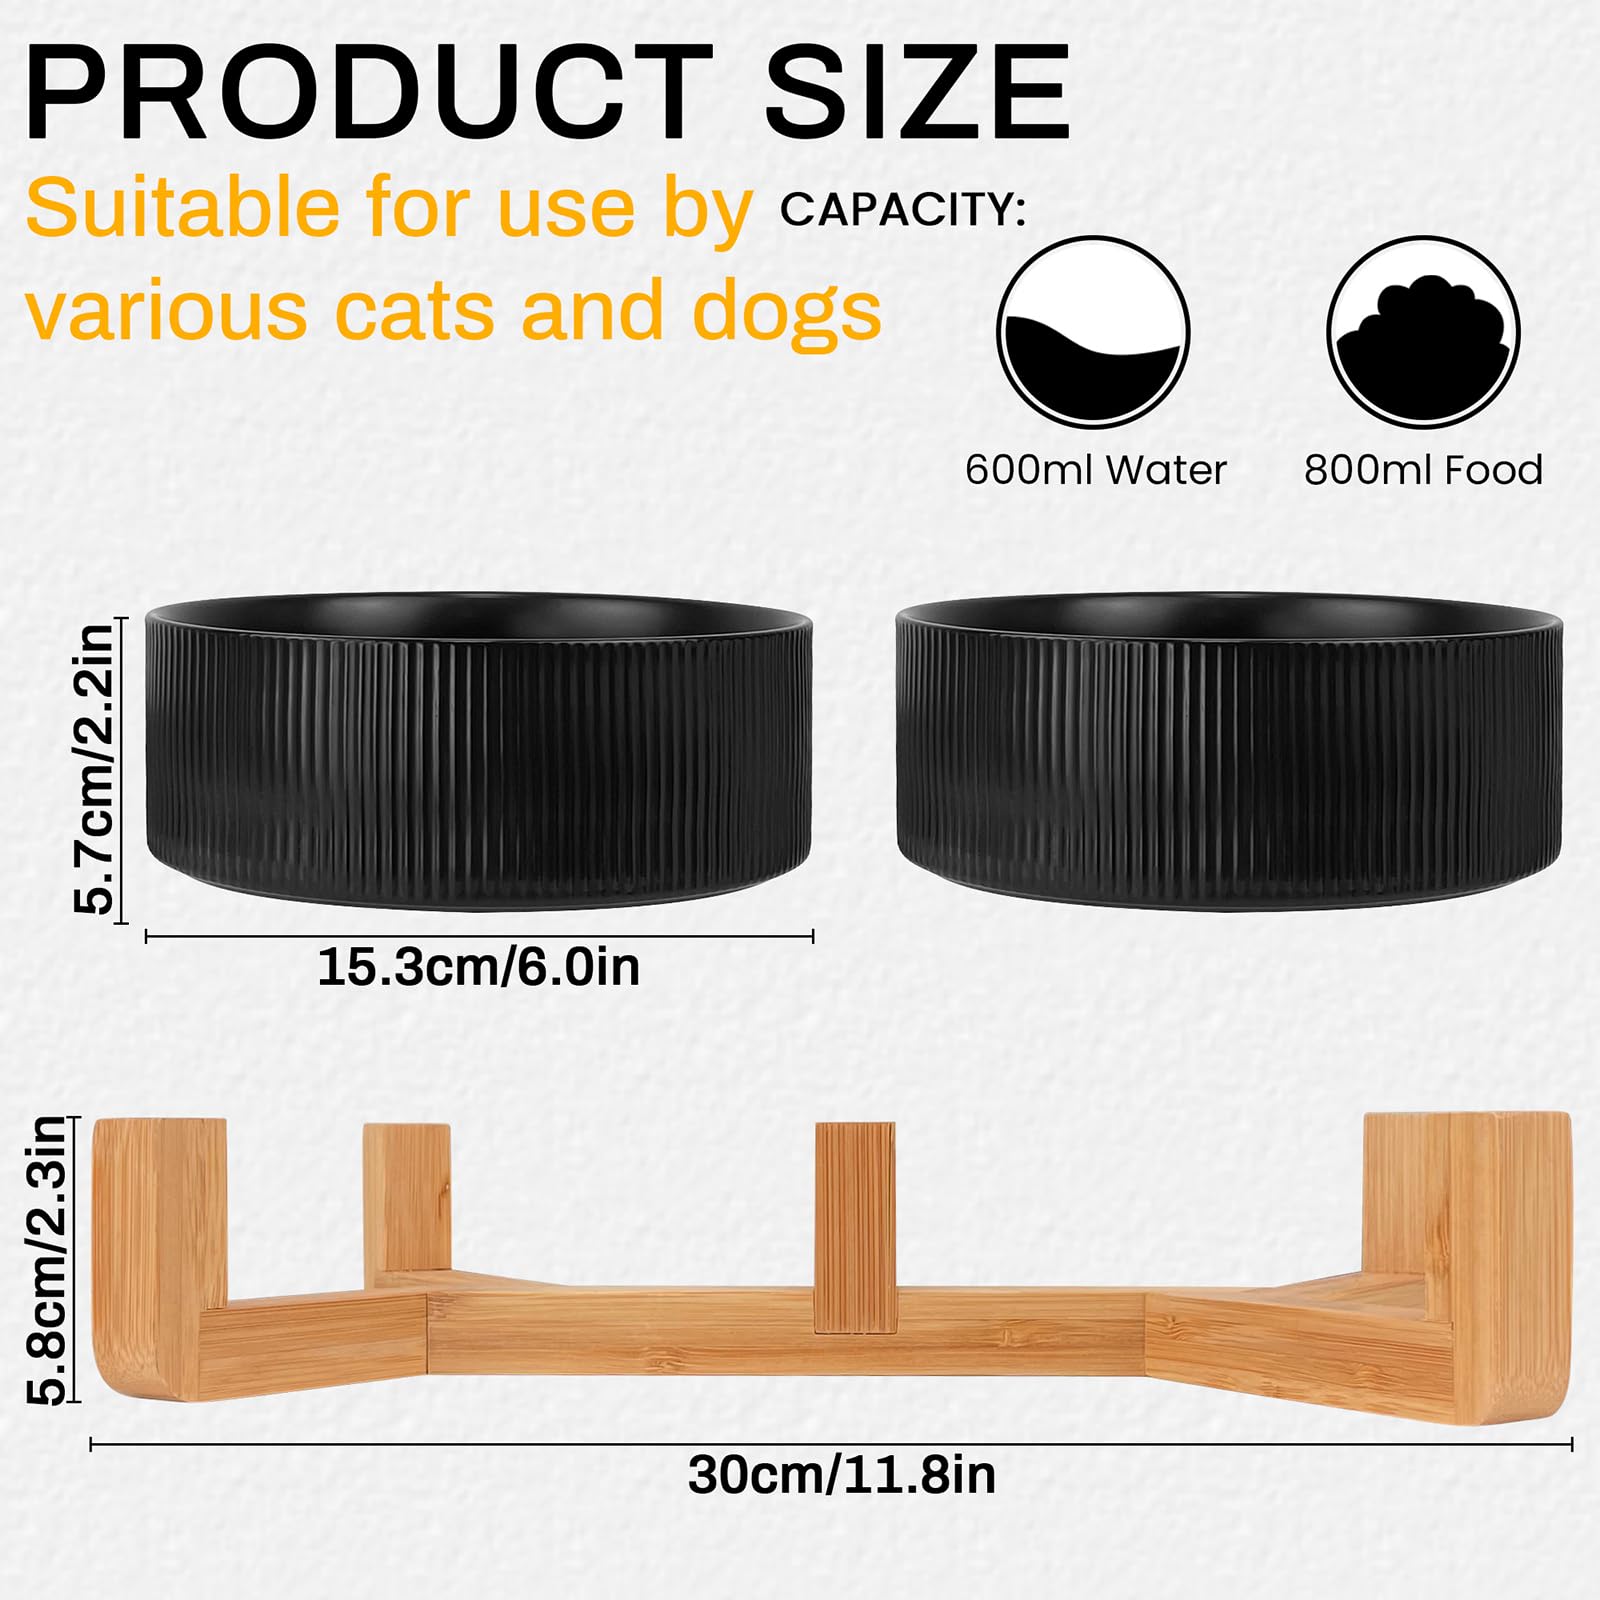 PRODUCT SIZE
Suitable for use by
various cats and dogs
CAPACITY:
600ml Water
800ml Food
5.7cm/2.2in
15.3cm/6.0in
5.8cm/2.3in
30cm/11.8in